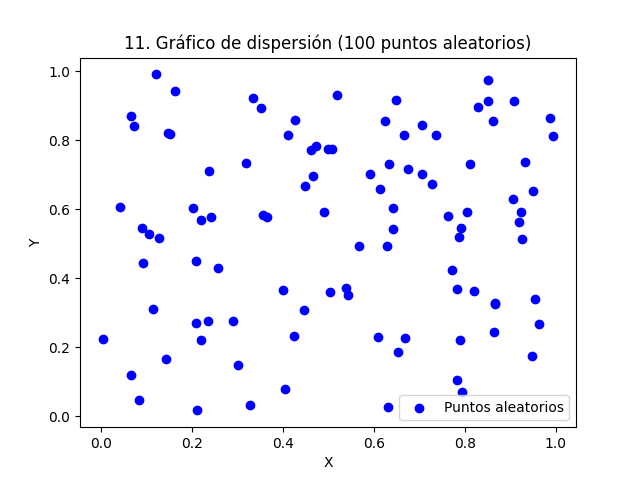 11. Gráfico de dispersión (100 puntos aleatorios)
1.0
0.8
0.6
0.4
0.2
0.0
Y
Puntos aleatorios
0.0 0.2 0.4 0.6 0.8 1.0
X